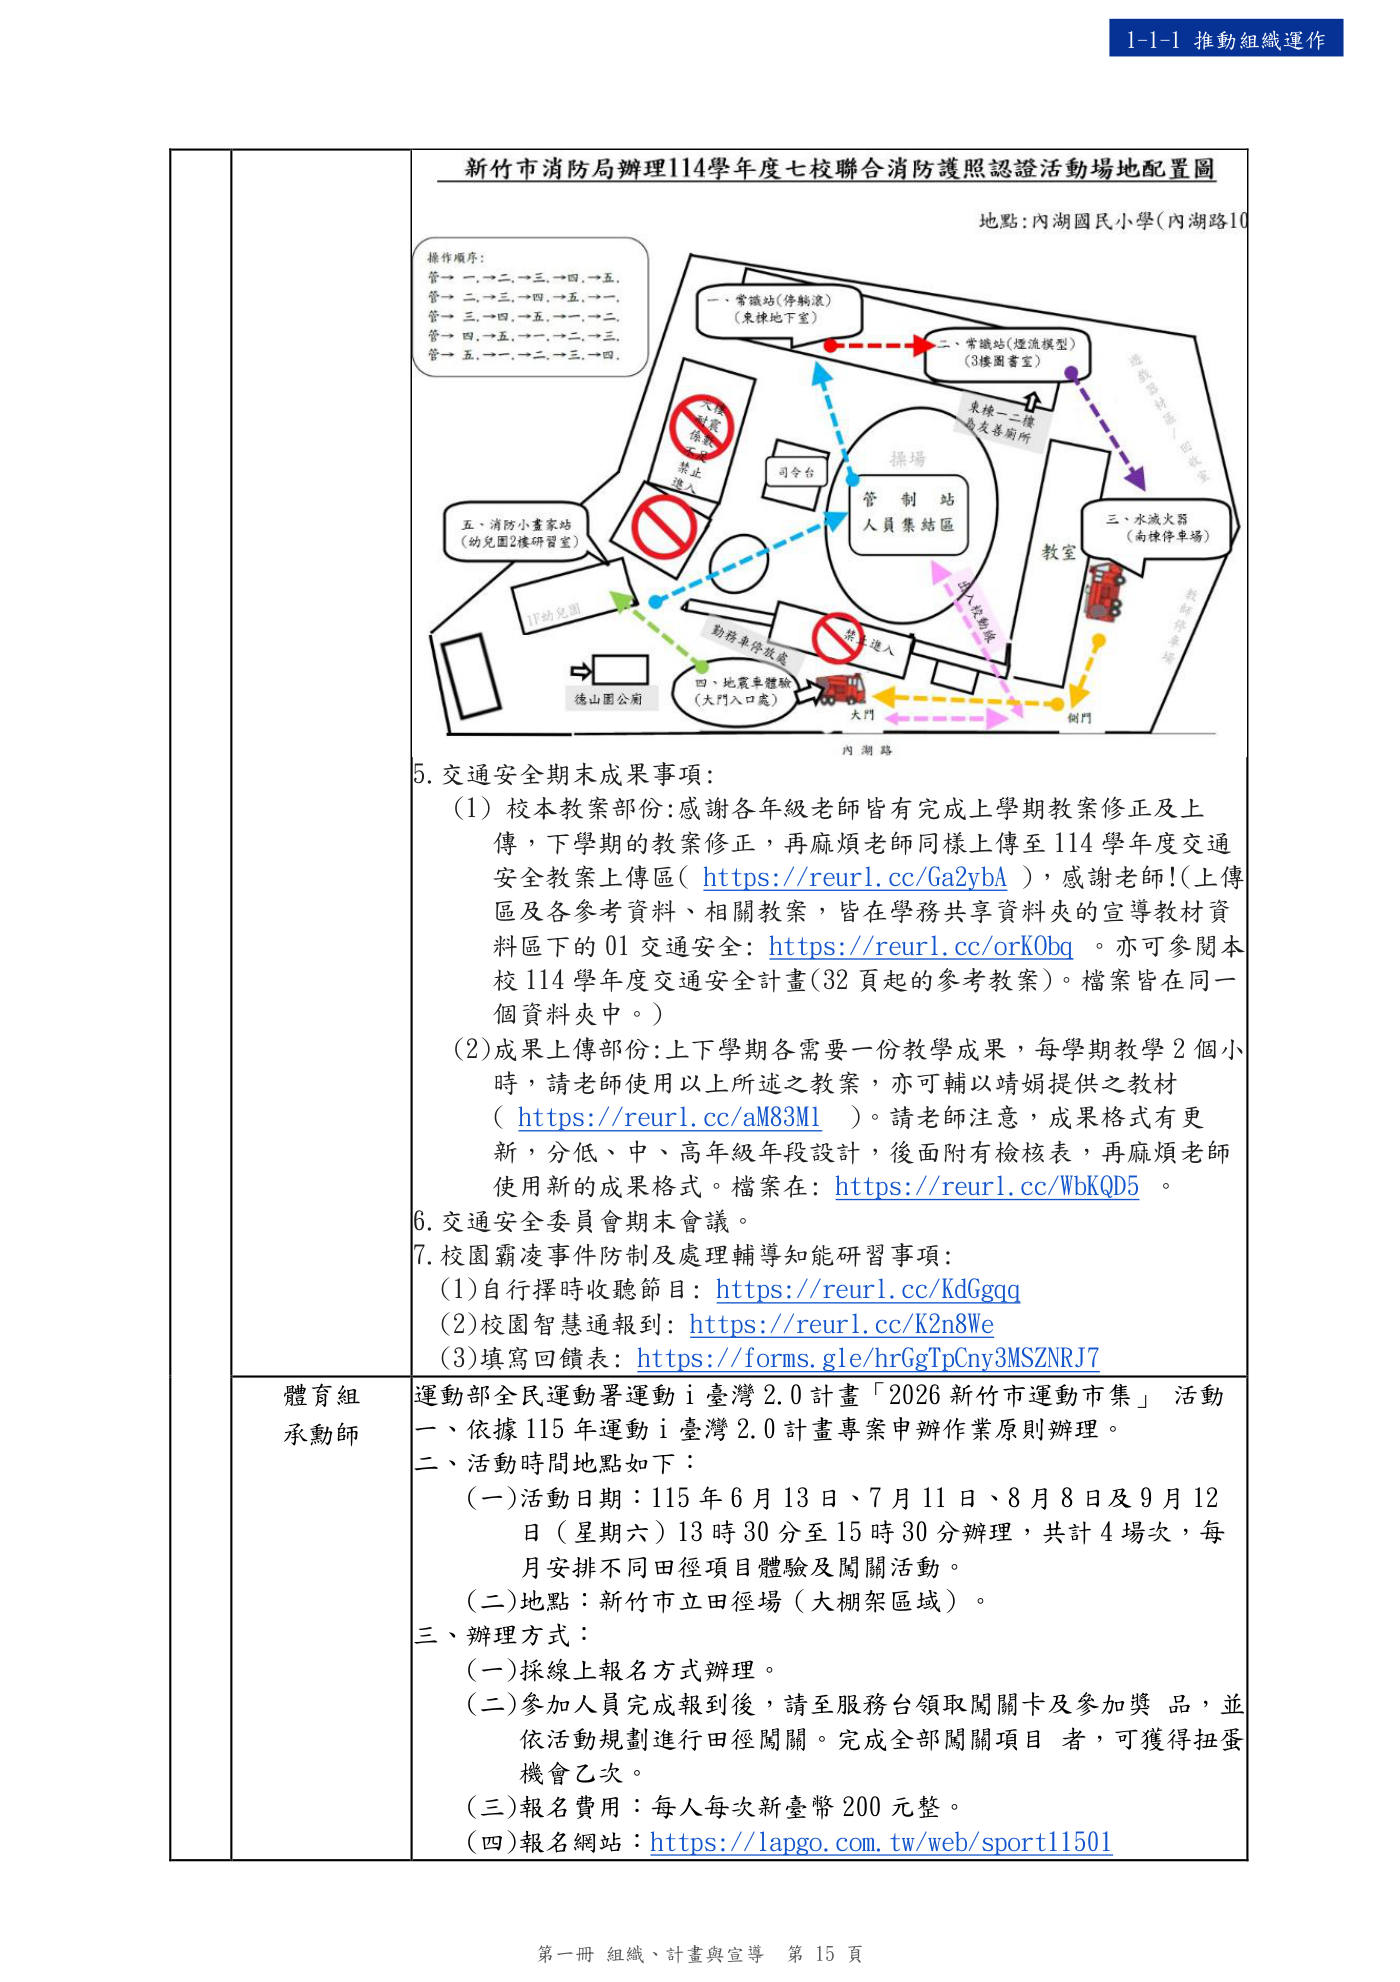 1-1-1 推動組織運作
新竹市消防局辦理114學年度七校聯合消防護照認證活動場地配置圖
地點:內湖國民小學(內湖路10
操作順序:
管→ 一.→二.→三.→四.→五.
管→ 二.→三.→四.→五.→一.
管→ 三.→四.→五.→一.→二.
管→ 四.→五.→一.→二.→三.
管→ 五.→一.→二.→三.→四.
一、常識站(停躺滾)
(東棟地下室)
二、常識站(煙流模型)
(3樓圖書室)
遊戲器材區/回收室
東棟一二樓
為友善廁所
大樓
耐震
係數
不足
禁止
進入
操場
司令台
管 制 站
人員集結區
五、消防小畫家站
(幼兒園2樓研習室)
三、水滅火器
(南棟停車場)
教室
1F幼兒園
出入校動線
教師停車場
勤務車停放處
禁止進入
四、地震車體驗
(大門入口處)
德山園公廁
大門
側門
內 湖 路
5.交通安全期末成果事項:
(1) 校本教案部份:感謝各年級老師皆有完成上學期教案修正及上
傳，下學期的教案修正，再麻煩老師同樣上傳至 114 學年度交通
安全教案上傳區( https://reurl.cc/Ga2ybA )，感謝老師!(上傳
區及各參考資料、相關教案，皆在學務共享資料夾的宣導教材資
料區下的 01 交通安全: https://reurl.cc/orKObq 。亦可參閱本
校 114 學年度交通安全計畫(32 頁起的參考教案)。檔案皆在同一
個資料夾中。)
(2)成果上傳部份:上下學期各需要一份教學成果，每學期教學 2 個小
時，請老師使用以上所述之教案，亦可輔以靖娟提供之教材
( https://reurl.cc/aM83Ml )。請老師注意，成果格式有更
新，分低、中、高年級年段設計，後面附有檢核表，再麻煩老師
使用新的成果格式。檔案在: https://reurl.cc/WbKQD5 。
6.交通安全委員會期末會議。
7.校園霸凌事件防制及處理輔導知能研習事項:
(1)自行擇時收聽節目: https://reurl.cc/KdGgqq
(2)校園智慧通報到: https://reurl.cc/K2n8We
(3)填寫回饋表: https://forms.gle/hrGgTpCny3MSZNRJ7
體育組
承勳師
運動部全民運動署運動 i 臺灣 2.0 計畫「2026 新竹市運動市集」 活動
一、依據 115 年運動 i 臺灣 2.0 計畫專案申辦作業原則辦理。
二、活動時間地點如下：
(一)活動日期：115 年 6 月 13 日、7 月 11 日、8 月 8 日及 9 月 12
日（星期六）13 時 30 分至 15 時 30 分辦理，共計 4 場次，每
月安排不同田徑項目體驗及闖關活動。
(二)地點：新竹市立田徑場（大棚架區域）。
三、辦理方式：
(一)採線上報名方式辦理。
(二)參加人員完成報到後，請至服務台領取闖關卡及參加獎 品，並
依活動規劃進行田徑闖關。完成全部闖關項目 者，可獲得扭蛋
機會乙次。
(三)報名費用：每人每次新臺幣 200 元整。
(四)報名網站：https://lapgo.com.tw/web/sport11501
第一冊 組織、計畫與宣導 第 15 頁